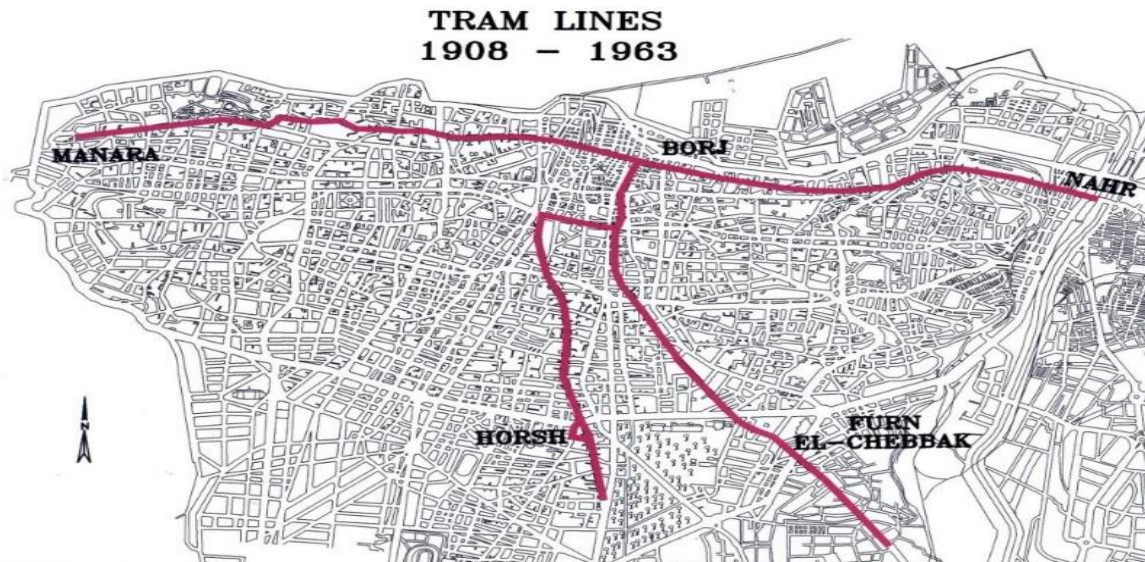 TRAM LINES
1908 - 1963
MANARA
BORJ
NAHR
HORSH
FURN
EL-CHEBBAK
N